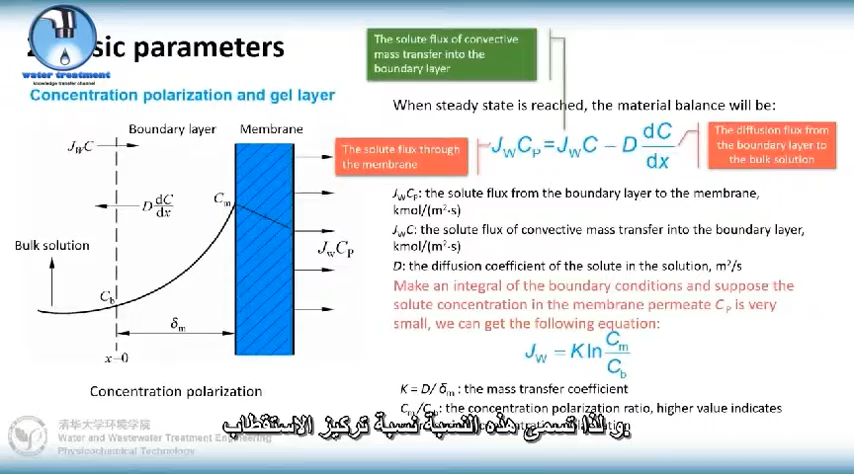 sic parameters
water treatment
knowledge transfer channel
Concentration polarization and gel layer
The solute flux of convective
mass transfer into the
boundary layer
When steady state is reached, the material balance will be:
The solute flux through
the membrane
J_W C_P = J_W C − D dC/dx
The diffusion flux from
the boundary layer to
the bulk solution
Boundary layer
Membrane
J_W C
D dC/dx
C_m
Bulk solution
J_W C_P
C_b
δ_m
x=0
Concentration polarization
J_W C_P: the solute flux from the boundary layer to the membrane,
kmol/(m²·s)
J_W C: the solute flux of convective mass transfer into the boundary layer,
kmol/(m²·s)
D: the diffusion coefficient of the solute in the solution, m²/s
Make an integral of the boundary conditions and suppose the
solute concentration in the membrane permeate C_P is very
small, we can get the following equation:
J_W = K ln C_m/C_b
K = D/ δ_m : the mass transfer coefficient
C_m/C_b: the concentration polarization ratio, higher value indicates
清华大学环境学院
Water and Wastewater Treatment Engineering
Physicochemical Technology
و لذا تسمى هذه النسبة نسبة تركيز الاستقطاب.